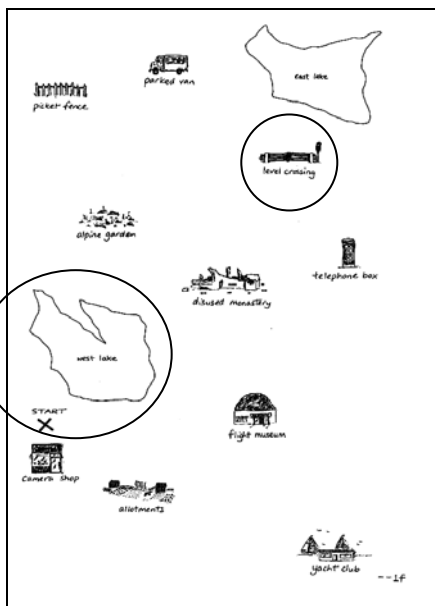 parked van
east lake
picket fence
level crossing
alpine garden
telephone box
disused monastery
west lake
START
flight museum
camera shop
allotments
yacht club
--1f